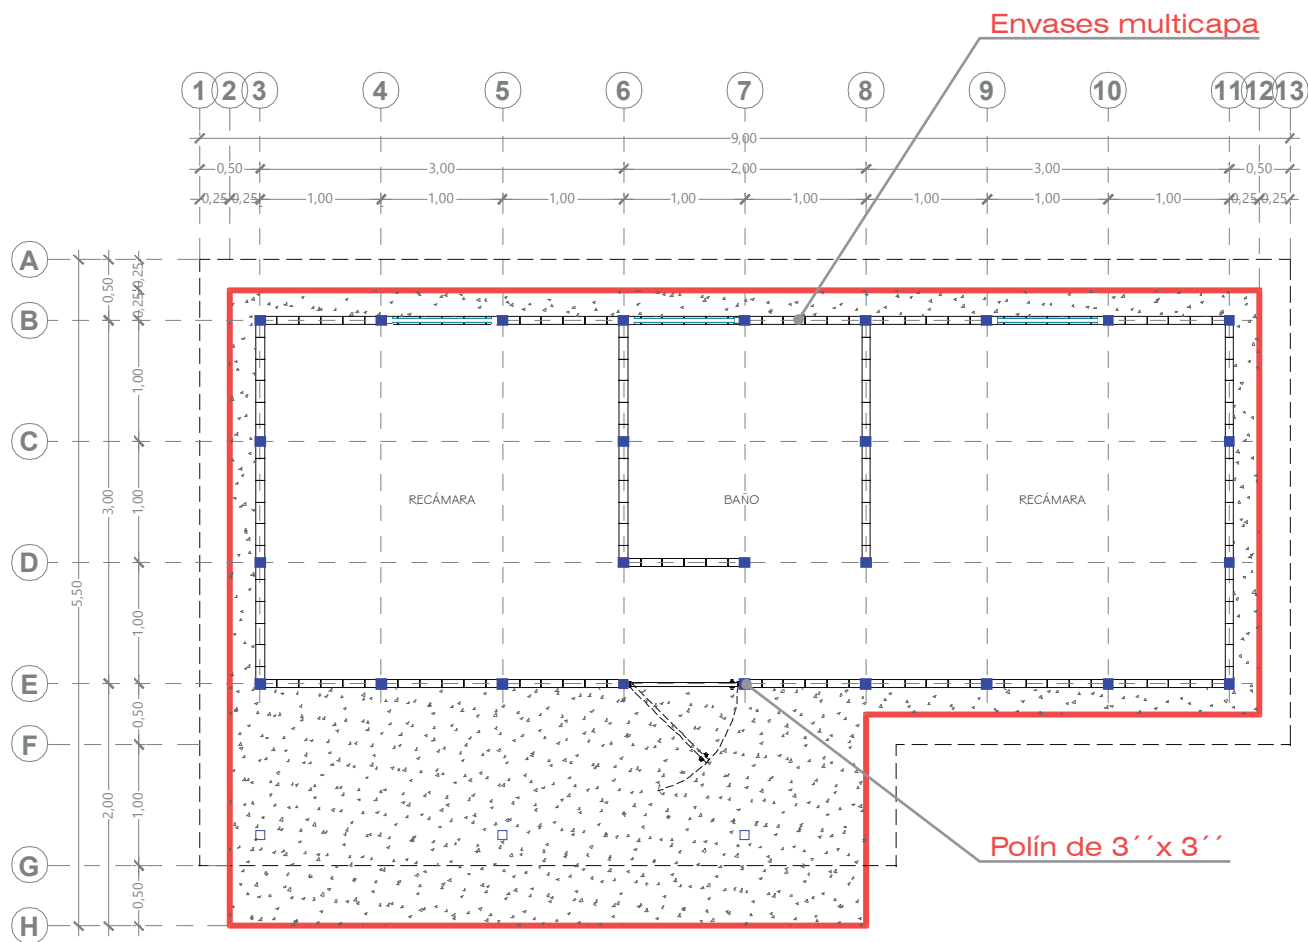 Envases multicapa
1 2 3 4 5 6 7 8 9 10 11 12 13
9,00
0,50 3,00 2,00 3,00 0,50
0,25 0,25 1,00 1,00 1,00 1,00 1,00 1,00 1,00 1,00 0,25 0,25
A
B
C
D
E
F
G
H
5,50
0,50
3,00
2,00
0,25
0,25
1,00
1,00
1,00
0,50
1,00
0,50
RECÁMARA BAÑO RECÁMARA
Polín de 3´´x 3´´